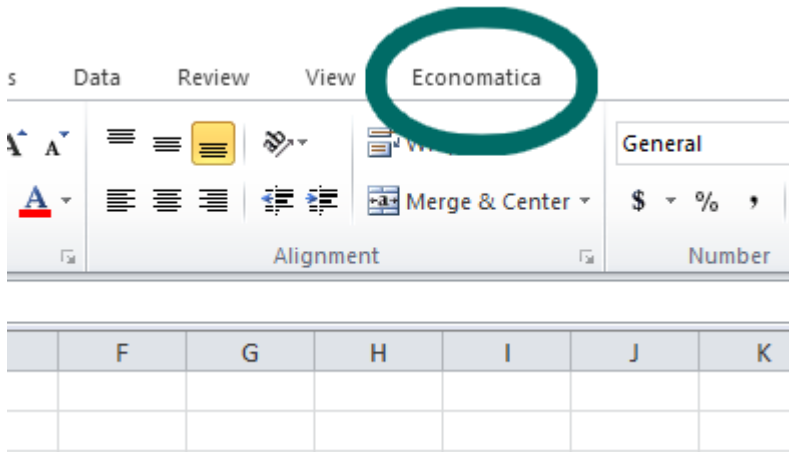 s Data Review View Economatica
A A General
A Merge & Center $ % ,
Alignment Number
F G H I J K